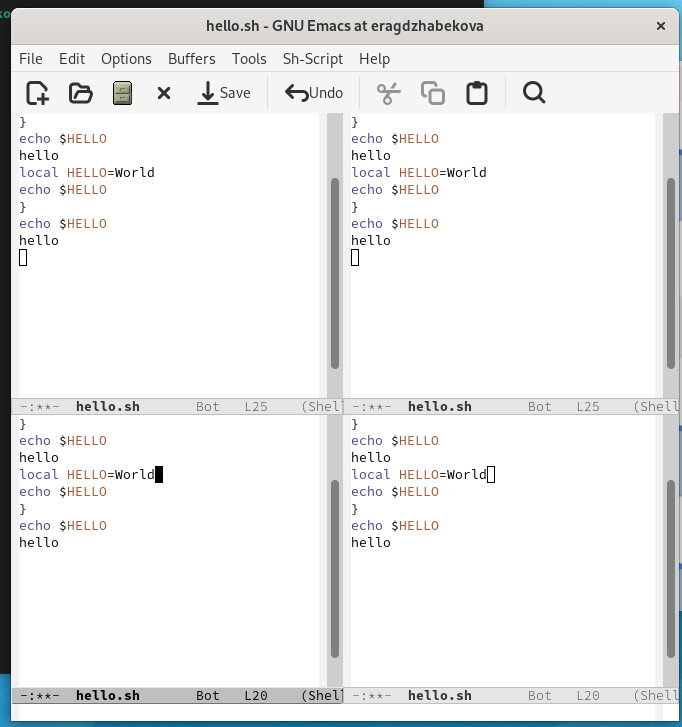 ko
hello.sh - GNU Emacs at eragdzhabekova
File Edit Options Buffers Tools Sh-Script Help
Save Undo
}
echo $HELLO
hello
local HELLO=World
echo $HELLO
}
echo $HELLO
hello
-:**- hello.sh Bot L25 (Shel
}
echo $HELLO
hello
local HELLO=World
echo $HELLO
}
echo $HELLO
hello
-:**- hello.sh Bot L25 (Shell
}
echo $HELLO
hello
local HELLO=World
echo $HELLO
}
echo $HELLO
hello
-:**- hello.sh Bot L20 (Shel
}
echo $HELLO
hello
local HELLO=World
echo $HELLO
}
echo $HELLO
hello
-:**- hello.sh Bot L20 (Shell